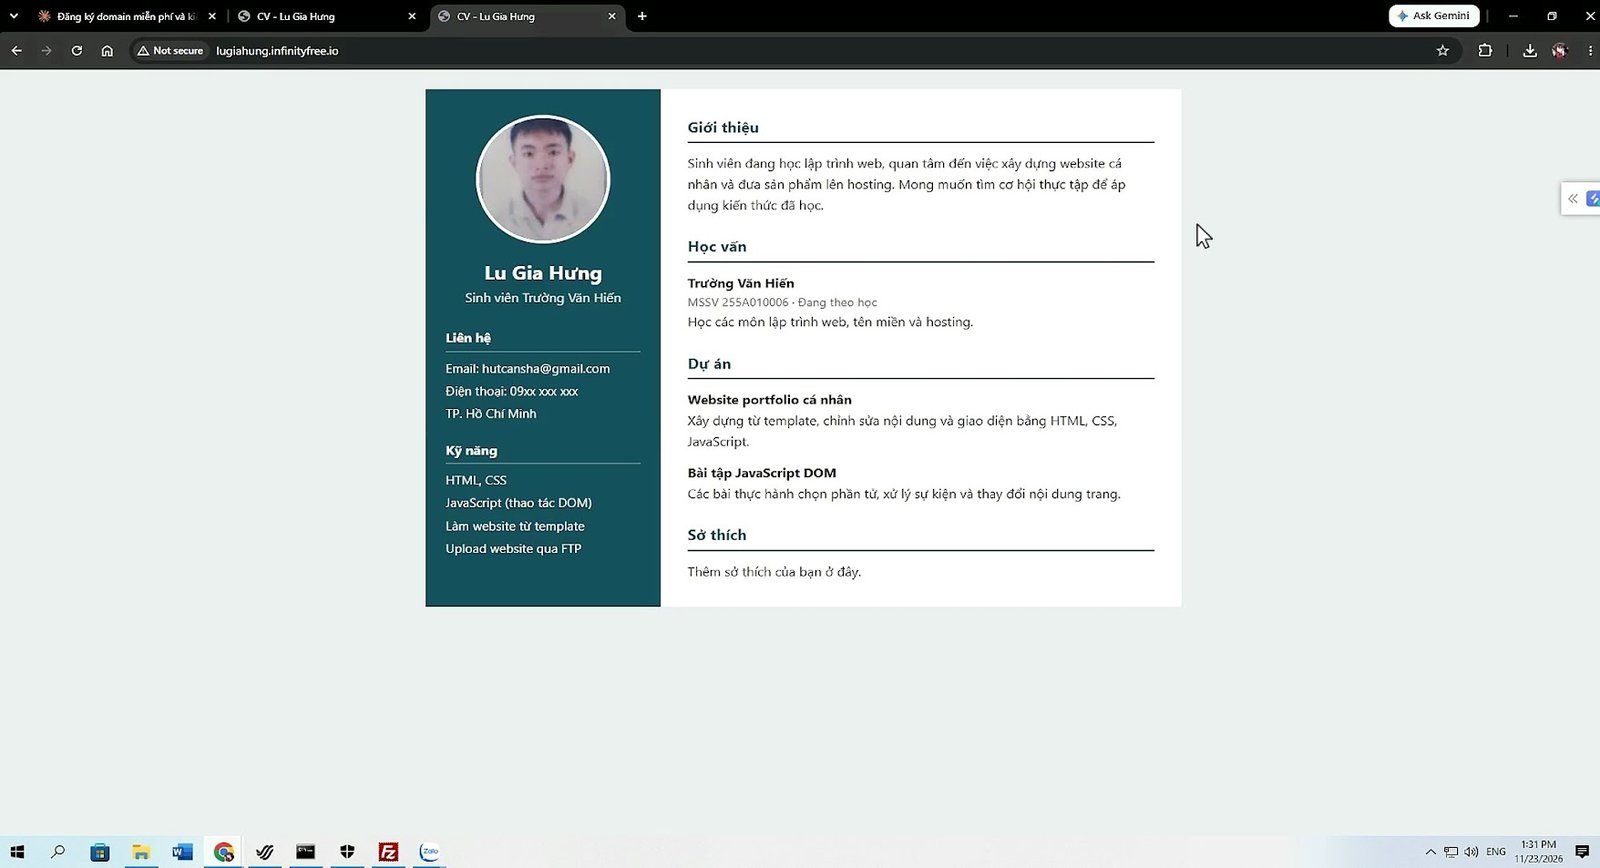 Đăng ký domain miễn phí và ki
CV - Lu Gia Hưng
CV - Lu Gia Hưng
Ask Gemini
Not secure
lugiahung.infinityfree.io
Lu Gia Hưng
Sinh viên Trường Văn Hiến
Liên hệ
Email: hutcansha@gmail.com
Điện thoại: 09xx xxx xxx
TP. Hồ Chí Minh
Kỹ năng
HTML, CSS
JavaScript (thao tác DOM)
Làm website từ template
Upload website qua FTP
Giới thiệu
Sinh viên đang học lập trình web, quan tâm đến việc xây dựng website cá
nhân và đưa sản phẩm lên hosting. Mong muốn tìm cơ hội thực tập để áp
dụng kiến thức đã học.
Học vấn
Trường Văn Hiến
MSSV 255A010006 · Đang theo học
Học các môn lập trình web, tên miền và hosting.
Dự án
Website portfolio cá nhân
Xây dựng từ template, chỉnh sửa nội dung và giao diện bằng HTML, CSS,
JavaScript.
Bài tập JavaScript DOM
Các bài thực hành chọn phần tử, xử lý sự kiện và thay đổi nội dung trang.
Sở thích
Thêm sở thích của bạn ở đây.
Zalo
ENG
1:31 PM
11/23/2026